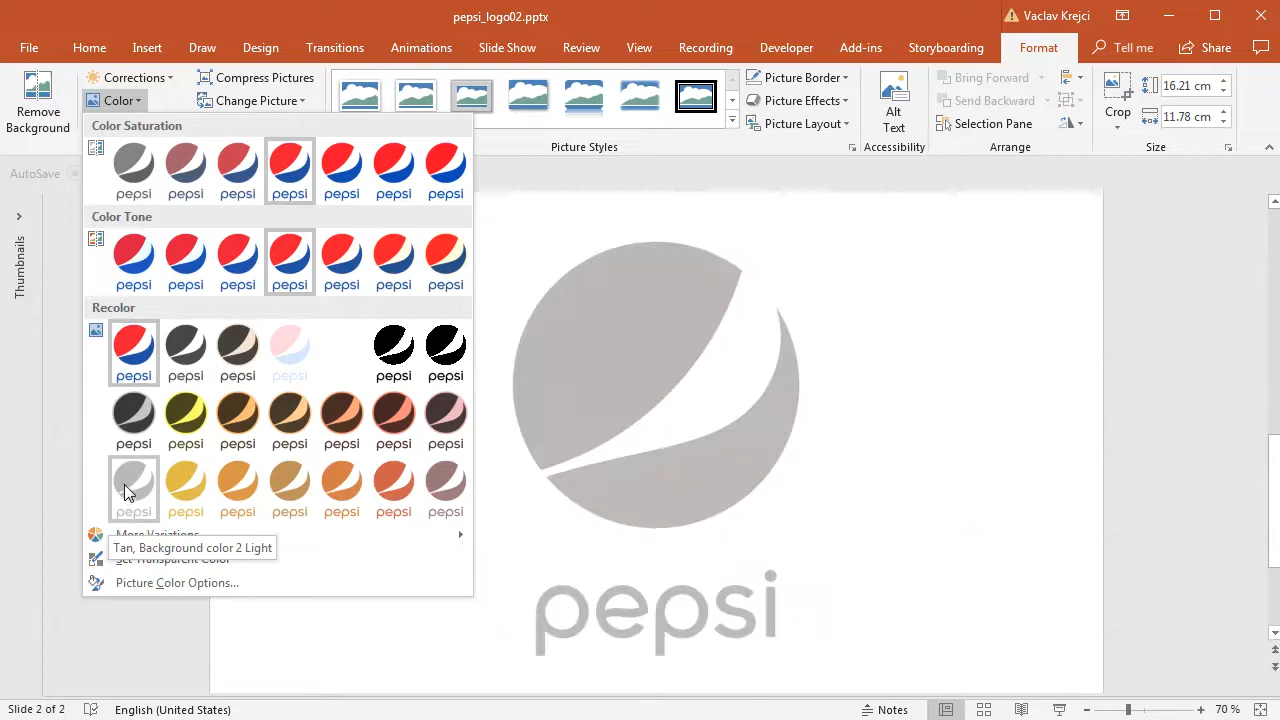 pepsi_logo02.pptx
Vaclav Krejci
File Home Insert Draw Design Transitions Animations Slide Show Review View Recording Developer Add-ins Storyboarding Format Tell me Share
Remove Background
Corrections
Color
Compress Pictures
Change Picture
Picture Border
Picture Effects
Picture Layout
Picture Styles
Alt Text
Accessibility
Bring Forward
Send Backward
Selection Pane
Arrange
Crop
16.21 cm
11.78 cm
Size
AutoSave
Thumbnails
Color Saturation
pepsi pepsi pepsi pepsi pepsi pepsi pepsi
Color Tone
pepsi pepsi pepsi pepsi pepsi pepsi pepsi
Recolor
pepsi pepsi pepsi pepsi pepsi pepsi
pepsi pepsi pepsi pepsi pepsi pepsi pepsi
pepsi pepsi pepsi pepsi pepsi pepsi pepsi
More Variations
Tan, Background color 2 Light
Set Transparent Color
Picture Color Options...
pepsi
Slide 2 of 2
English (United States)
Notes
70 %